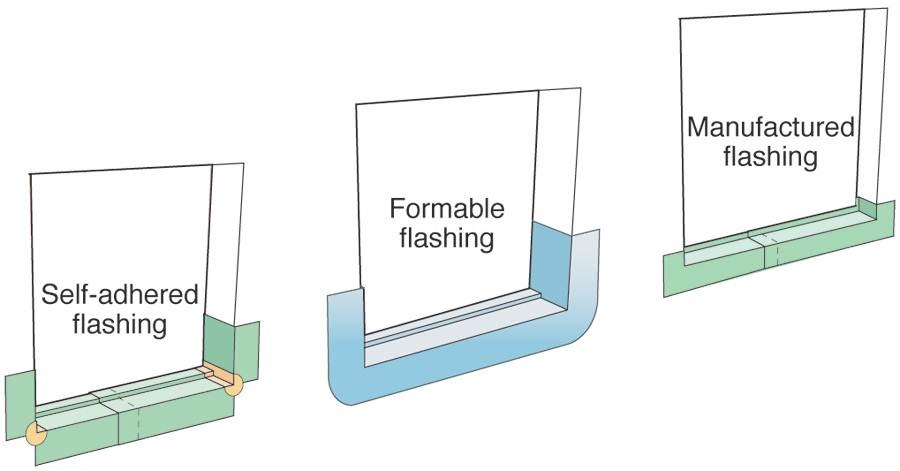 Self-adhered
flashing
Formable
flashing
Manufactured
flashing